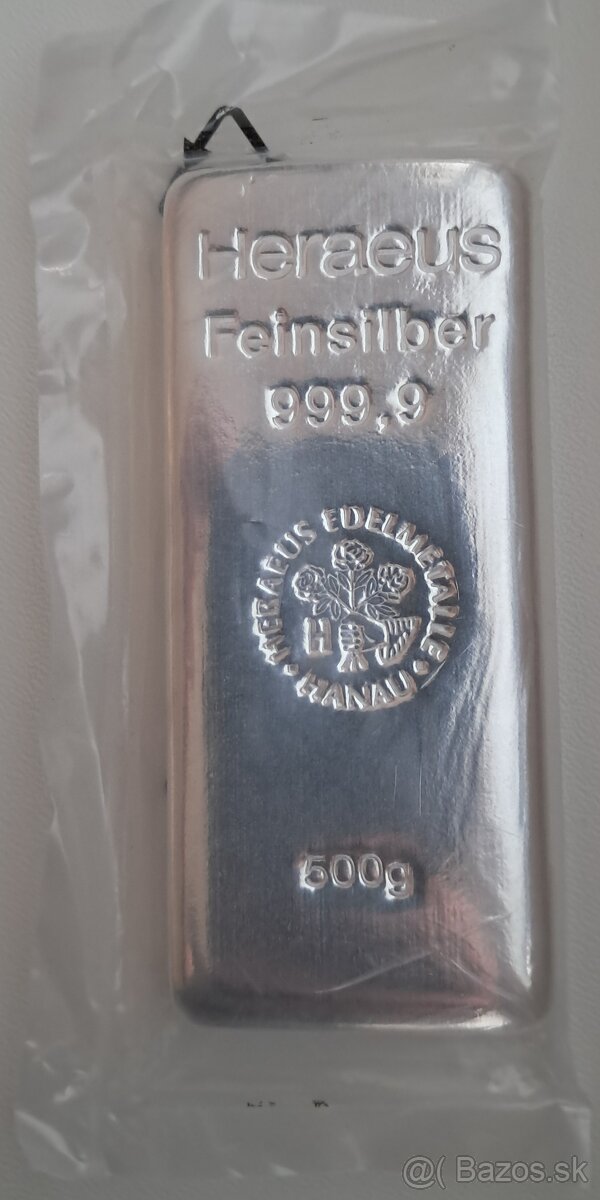 Heraeus
Feinsilber
999,9
HERAEUS EDELMETALLE
H
• HANAU •
500g
@( Bazos.sk